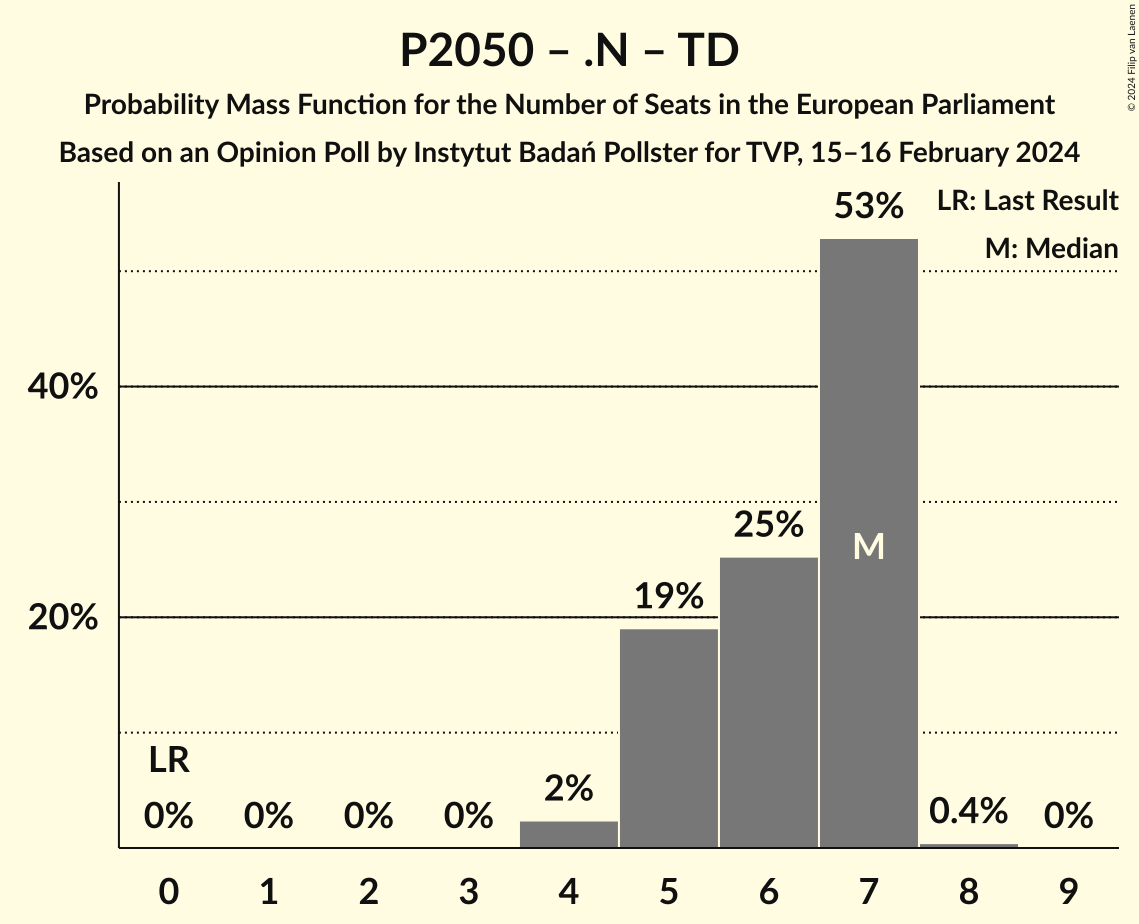 P2050 – .N – TD
Probability Mass Function for the Number of Seats in the European Parliament
Based on an Opinion Poll by Instytut Badań Pollster for TVP, 15–16 February 2024
© 2024 Filip van Laenen
LR: Last Result
M: Median
53%
40%
25%
M
19%
20%
LR
2%
0% 0% 0% 0% 0.4% 0%
0 1 2 3 4 5 6 7 8 9